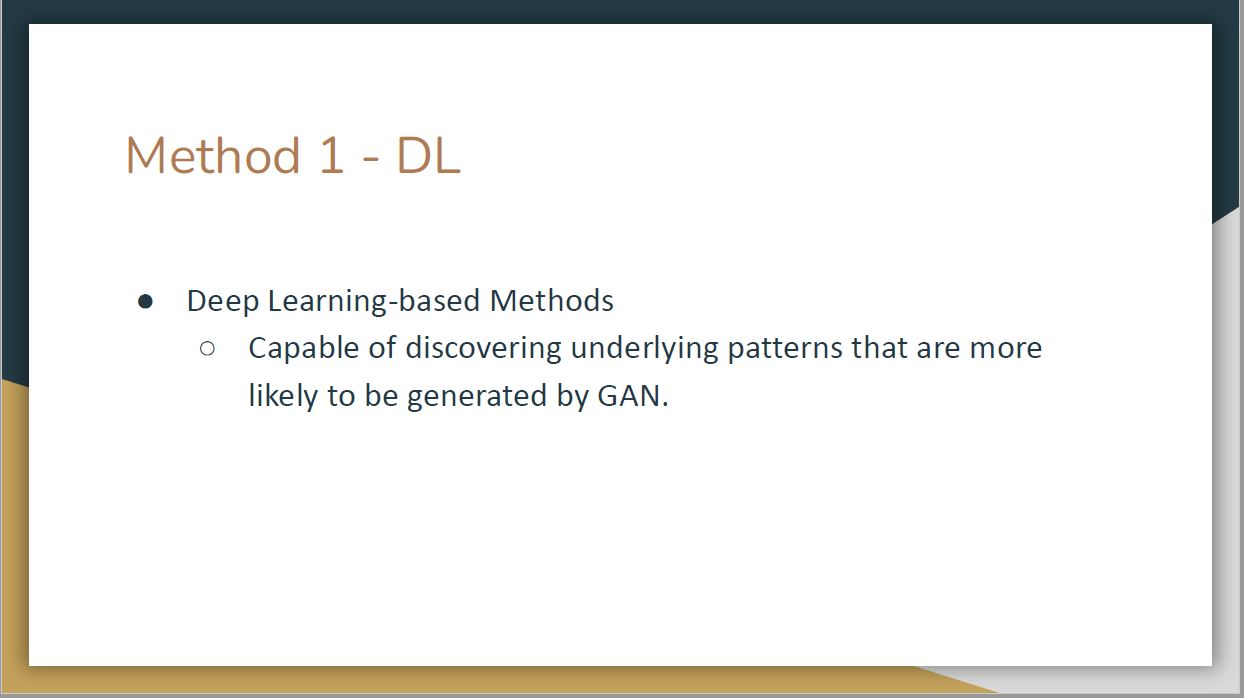 Method 1 - DL
● Deep Learning-based Methods
○ Capable of discovering underlying patterns that are more
likely to be generated by GAN.